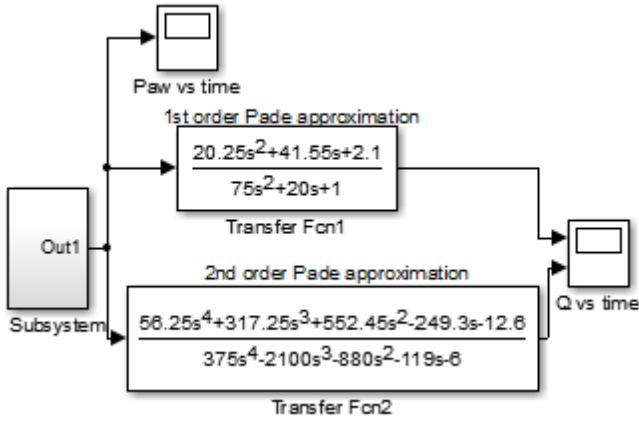 Paw vs time
1st order Pade approximation
20.25s²+41.55s+2.1
75s²+20s+1
Transfer Fcn1
Out1
Subsystem
2nd order Pade approximation
56.25s⁴+317.25s³+552.45s²-249.3s-12.6
375s⁴-2100s³-880s²-119s-6
Transfer Fcn2
Q vs time